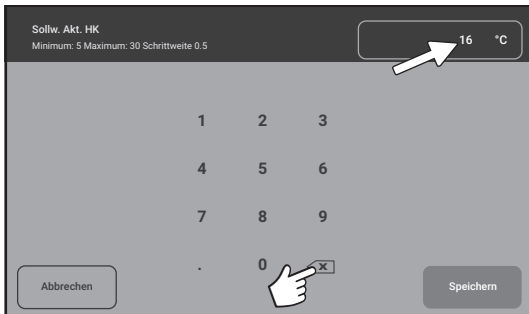 Sollw. Akt. HK
Minimum: 5 Maximum: 30 Schrittweite 0.5
16 °C
1 2 3
4 5 6
7 8 9
. 0 x
Abbrechen
Speichern